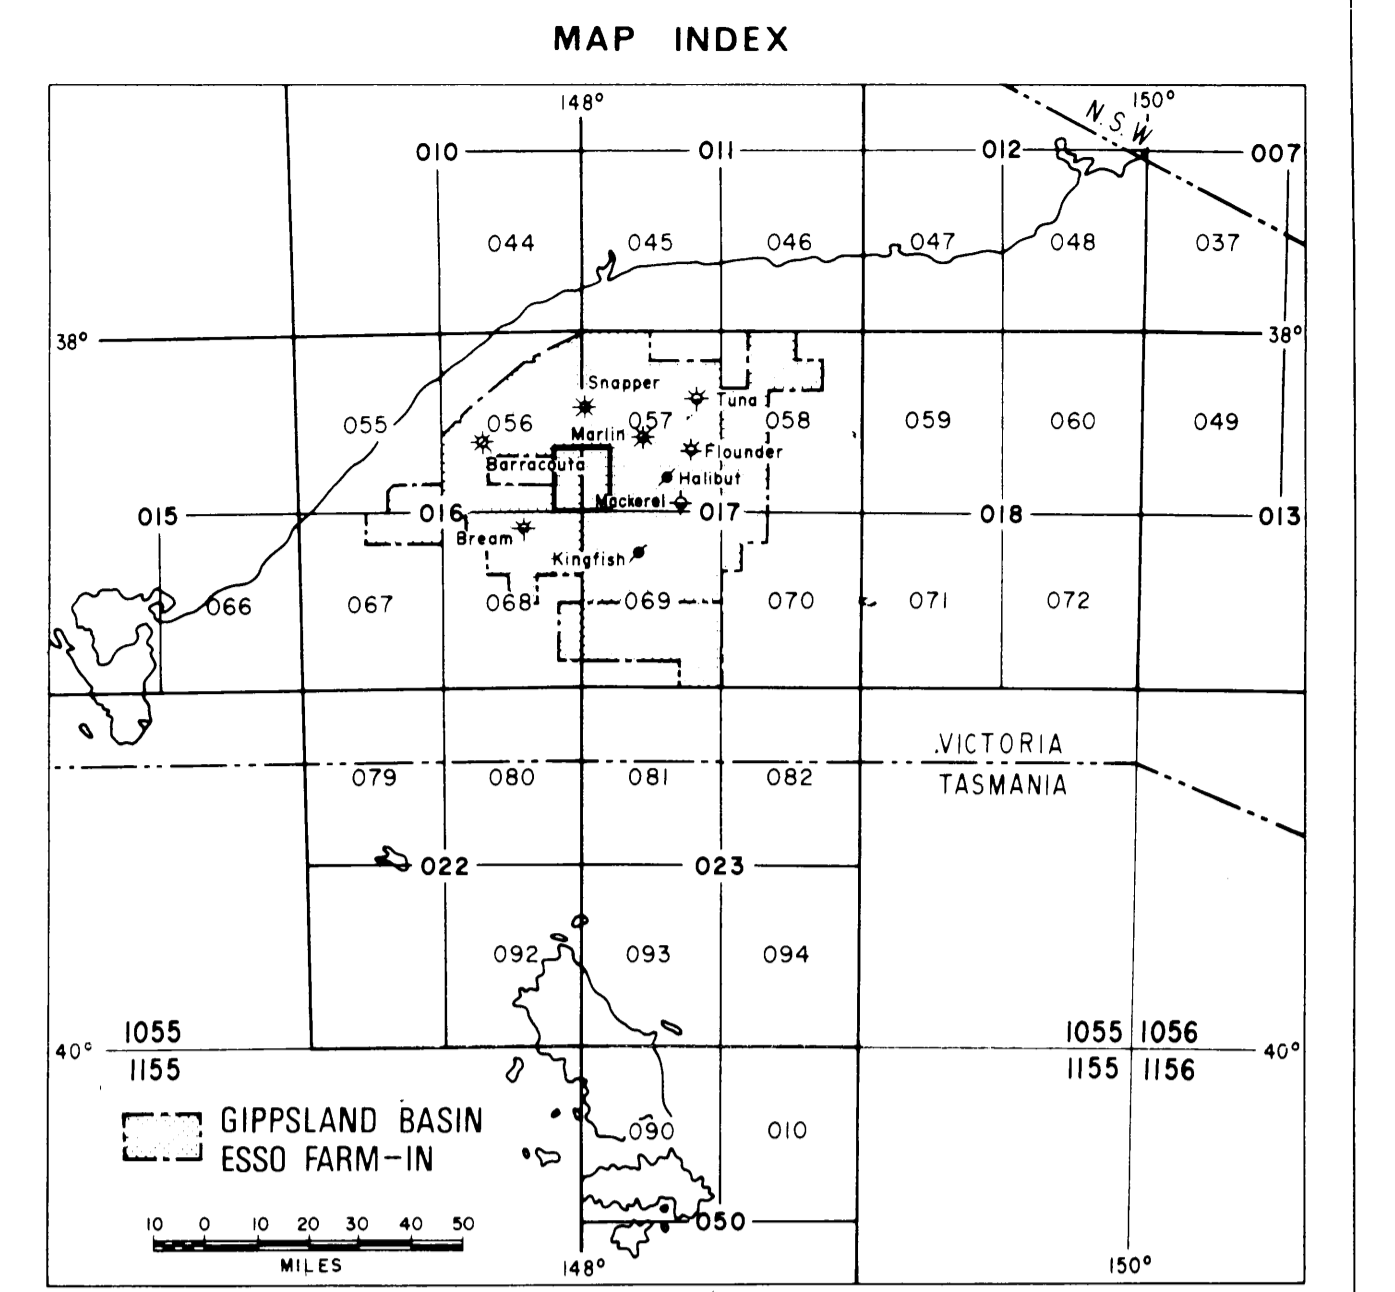 MAP INDEX
148° 150°
N.S.W
010 011 012 007
044 045 046 047 048 037
38° 38°
Snapper
Tuna
055 056 057 058 059 060 049
Marlin
Flounder
Barracouta
Halibut
Mackerel
015 016 017 018 013
Bream
Kingfish
066 067 068 069 070 071 072
VICTORIA
079 080 081 082 TASMANIA
022 023
092 093 094
1055 1055 1056
40° 40°
1155 1155 1156
GIPPSLAND BASIN
ESSO FARM-IN
090 010
050
10 0 10 20 30 40 50
MILES
148° 150°